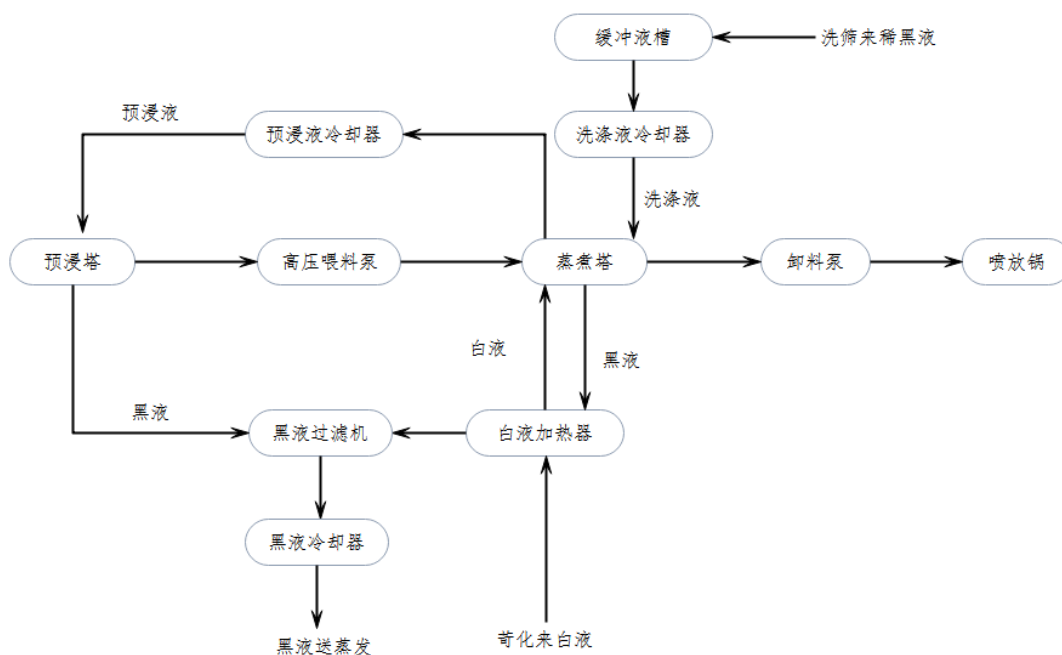 缓冲液槽
洗筛来稀黑液
预浸液
预浸液冷却器
洗涤液冷却器
洗涤液
预浸塔
高压喂料泵
蒸煮塔
卸料泵
喷放锅
白液
黑液
黑液
黑液过滤机
白液加热器
黑液冷却器
黑液送蒸发
苛化来白液